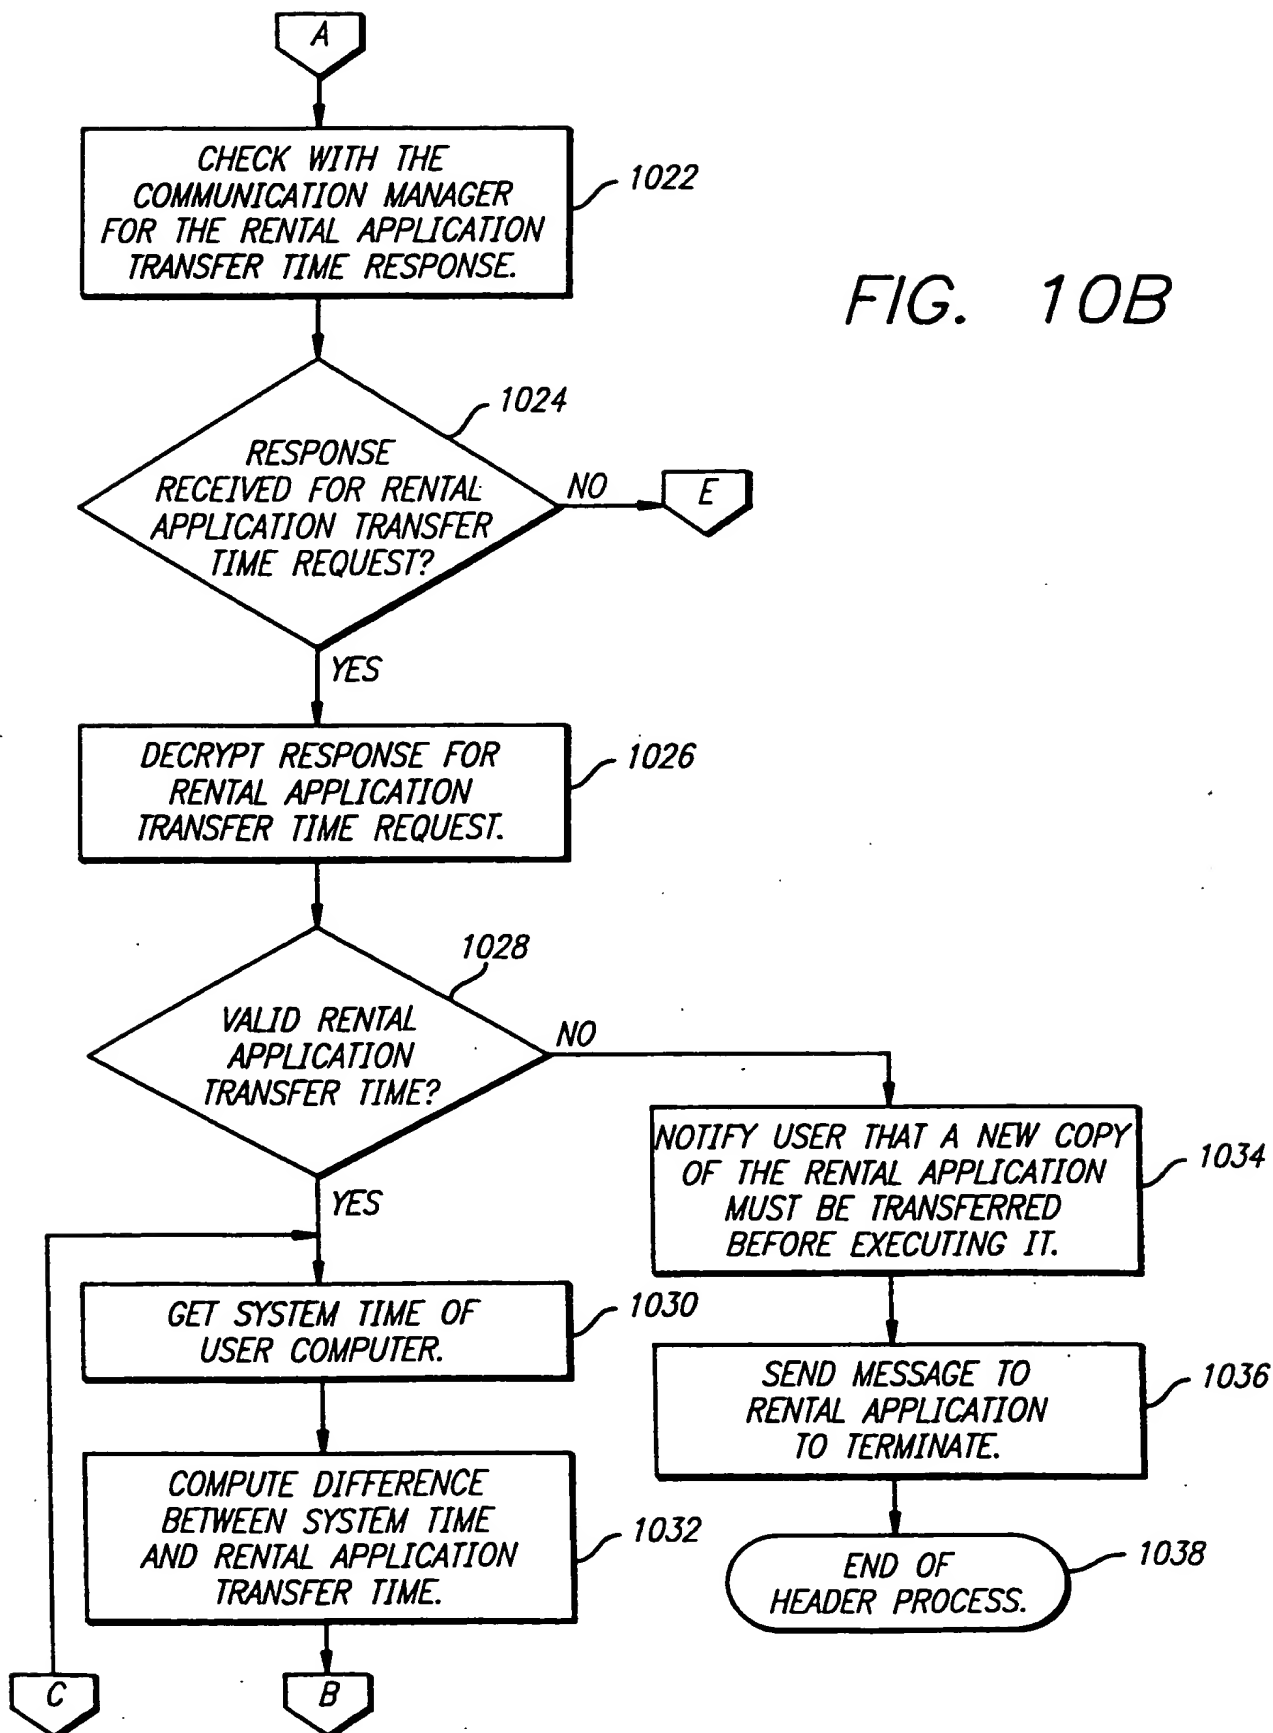 A
CHECK WITH THE
COMMUNICATION MANAGER
FOR THE RENTAL APPLICATION
TRANSFER TIME RESPONSE.
1022
FIG. 10B
1024
RESPONSE
RECEIVED FOR RENTAL
APPLICATION TRANSFER
TIME REQUEST?
NO
E
YES
DECRYPT RESPONSE FOR
RENTAL APPLICATION
TRANSFER TIME REQUEST.
1026
1028
VALID RENTAL
APPLICATION
TRANSFER TIME?
NO
YES
NOTIFY USER THAT A NEW COPY
OF THE RENTAL APPLICATION
MUST BE TRANSFERRED
BEFORE EXECUTING IT.
1034
GET SYSTEM TIME OF
USER COMPUTER.
1030
SEND MESSAGE TO
RENTAL APPLICATION
TO TERMINATE.
1036
COMPUTE DIFFERENCE
BETWEEN SYSTEM TIME
AND RENTAL APPLICATION
TRANSFER TIME.
1032
END OF
HEADER PROCESS.
1038
C
B